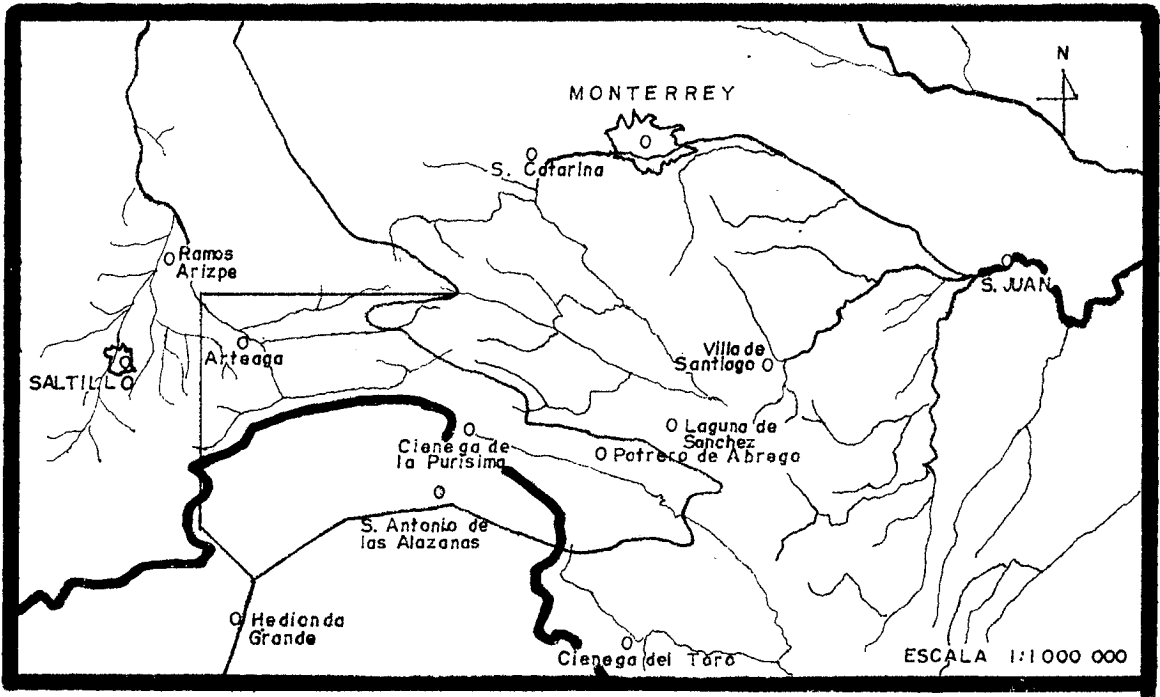 N
MONTERREY
S. Catarina
Ramos
Arizpe
S. JUAN
Arteaga
Villa de
Santiago
SALTILLO
Laguna de
Sanchez
Cienega de
la Purisima
Potrero de Abrego
S. Antonio de
las Alazanas
Hedionda
Grande
Cienega del Toro
ESCALA 1:1 000 000